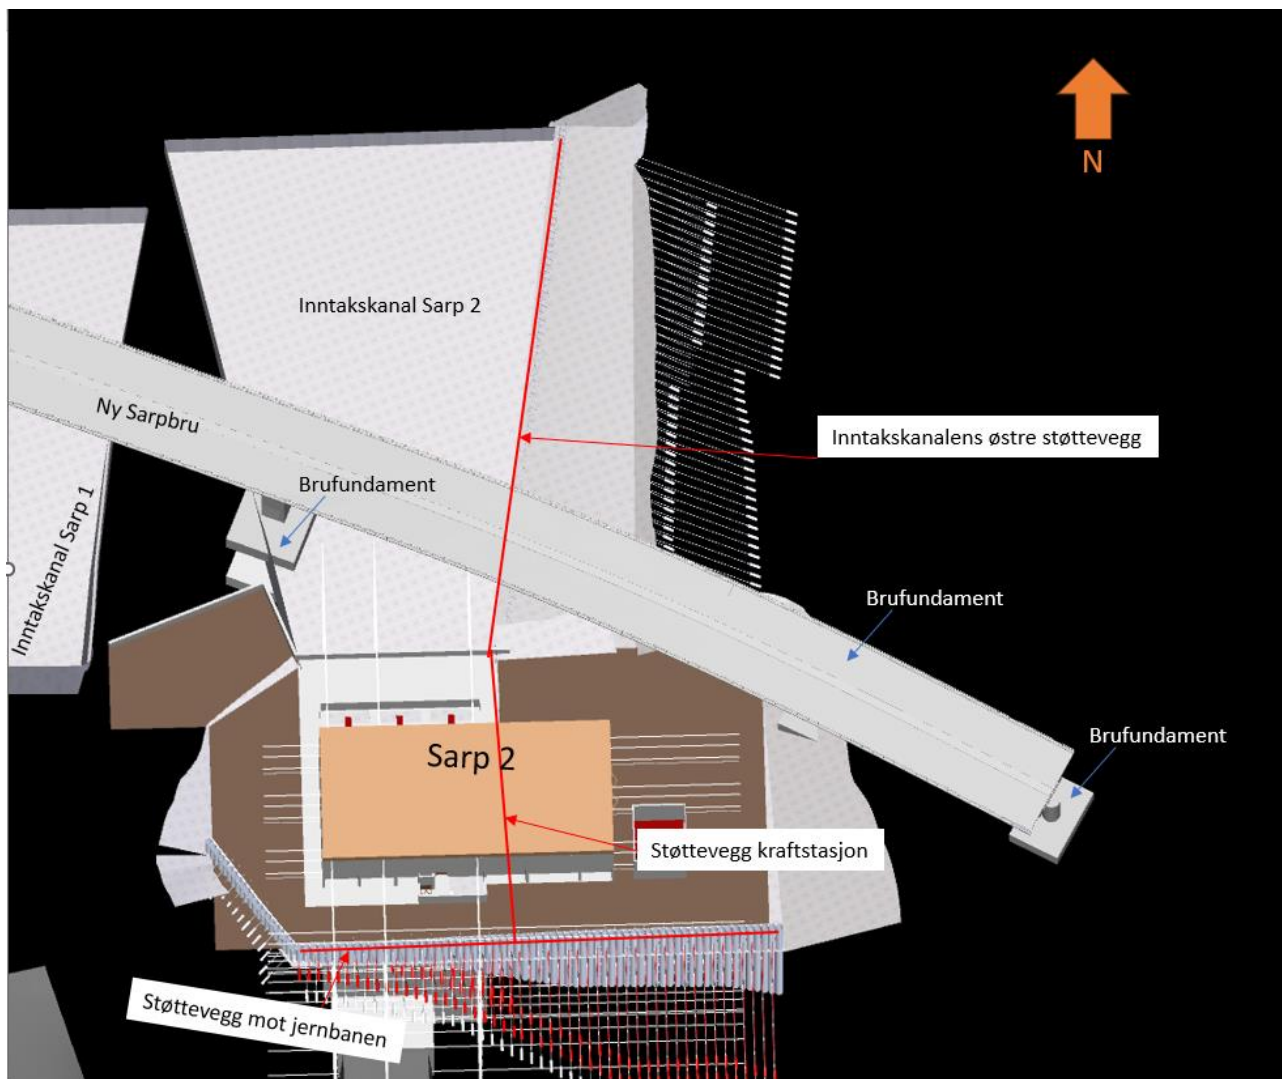 N
Inntakskanal Sarp 2
Ny Sarpbru
Inntakskanalens østre støttevegg
Brufundament
Inntakskanal Sarp 1
Brufundament
Brufundament
Sarp 2
Støttevegg kraftstasjon
Støttevegg mot jernbanen